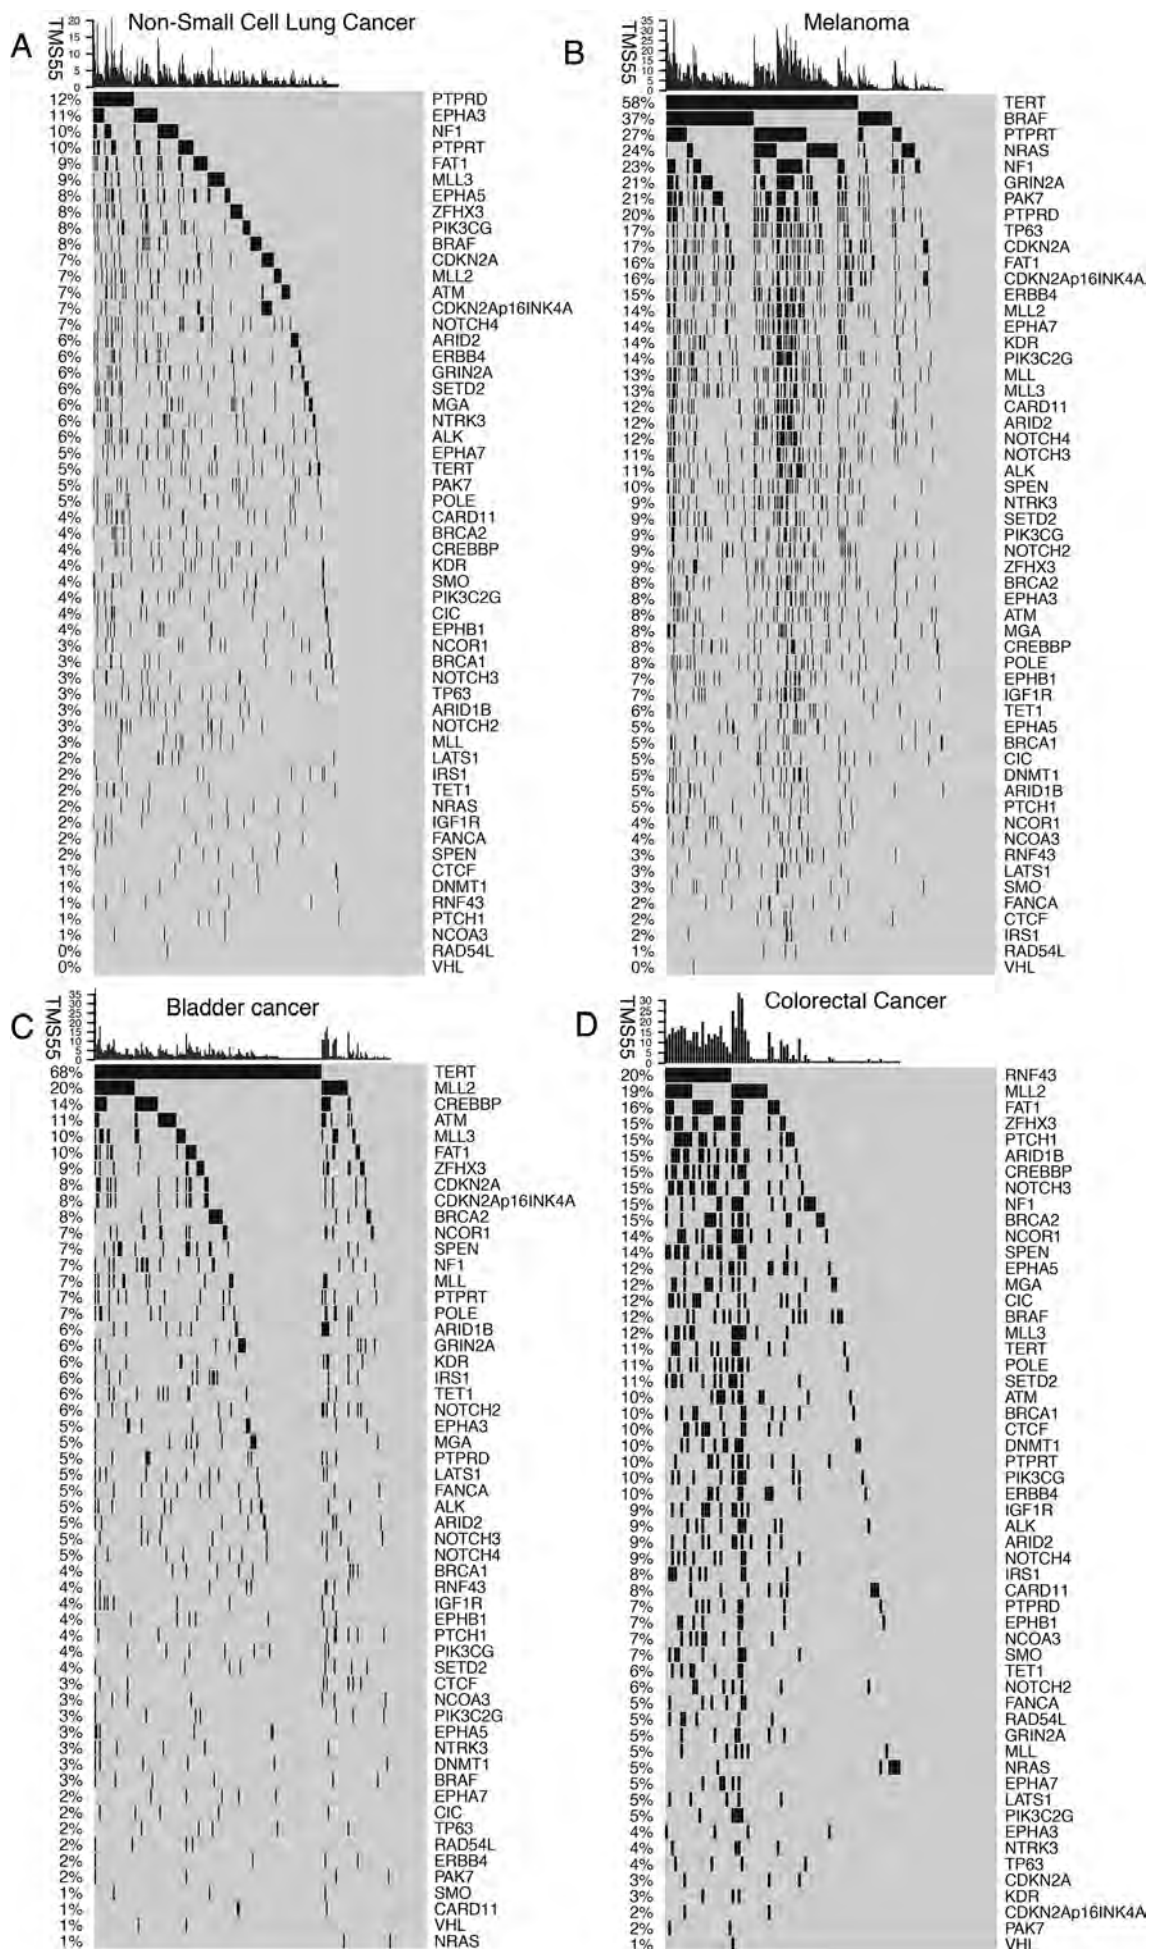 A
Non-Small Cell Lung Cancer
TMS55
20
15
10
5
0
12% PTPRD
11% EPHA3
10% NF1
10% PTPRT
9% FAT1
9% MLL3
8% EPHA5
8% ZFHX3
8% PIK3CG
8% BRAF
7% CDKN2A
7% MLL2
7% ATM
7% CDKN2Ap16INK4A
7% NOTCH4
6% ARID2
6% ERBB4
6% GRIN2A
6% SETD2
6% MGA
6% NTRK3
6% ALK
5% EPHA7
5% TERT
5% PAK7
5% POLE
4% CARD11
4% BRCA2
4% CREBBP
4% KDR
4% SMO
4% PIK3C2G
4% CIC
4% EPHB1
3% NCOR1
3% BRCA1
3% NOTCH3
3% TP63
3% ARID1B
3% NOTCH2
3% MLL
2% LATS1
2% IRS1
2% TET1
2% NRAS
2% IGF1R
2% FANCA
2% SPEN
1% CTCF
1% DNMT1
1% RNF43
1% PTCH1
1% NCOA3
0% RAD54L
0% VHL
B
Melanoma
TMS55
35
30
25
20
15
10
5
0
58% TERT
37% BRAF
27% PTPRT
24% NRAS
23% NF1
21% GRIN2A
21% PAK7
20% PTPRD
17% TP63
17% CDKN2A
16% FAT1
16% CDKN2Ap16INK4A
15% ERBB4
14% MLL2
14% EPHA7
14% KDR
14% PIK3C2G
13% MLL
13% MLL3
12% CARD11
12% ARID2
12% NOTCH4
11% NOTCH3
11% ALK
10% SPEN
9% NTRK3
9% SETD2
9% PIK3CG
9% NOTCH2
9% ZFHX3
8% BRCA2
8% EPHA3
8% ATM
8% MGA
8% CREBBP
8% POLE
7% EPHB1
7% IGF1R
6% TET1
5% EPHA5
5% BRCA1
5% CIC
5% DNMT1
5% ARID1B
5% PTCH1
4% NCOR1
4% NCOA3
3% RNF43
3% LATS1
3% SMO
2% FANCA
2% CTCF
2% IRS1
1% RAD54L
0% VHL
C
Bladder cancer
TMS55
35
30
25
20
15
10
5
0
68% TERT
20% MLL2
14% CREBBP
11% ATM
10% MLL3
10% FAT1
9% ZFHX3
8% CDKN2A
8% CDKN2Ap16INK4A
8% BRCA2
7% NCOR1
7% SPEN
7% NF1
7% MLL
7% PTPRT
7% POLE
6% ARID1B
6% GRIN2A
6% KDR
6% IRS1
6% TET1
6% NOTCH2
5% EPHA3
5% MGA
5% PTPRD
5% LATS1
5% FANCA
5% ALK
5% ARID2
5% NOTCH3
5% NOTCH4
4% BRCA1
4% RNF43
4% IGF1R
4% EPHB1
4% PTCH1
4% PIK3CG
4% SETD2
3% CTCF
3% NCOA3
3% PIK3C2G
3% EPHA5
3% NTRK3
3% DNMT1
3% BRAF
2% EPHA7
2% CIC
2% TP63
2% RAD54L
2% ERBB4
2% PAK7
1% SMO
1% CARD11
1% VHL
1% NRAS
D
Colorectal Cancer
TMS55
30
25
20
15
10
5
0
20% RNF43
19% MLL2
16% FAT1
15% ZFHX3
15% PTCH1
15% ARID1B
15% CREBBP
15% NOTCH3
15% NF1
15% BRCA2
14% NCOR1
14% SPEN
12% EPHA5
12% MGA
12% CIC
12% BRAF
12% MLL3
11% TERT
11% POLE
11% SETD2
10% ATM
10% BRCA1
10% CTCF
10% DNMT1
10% PTPRT
10% PIK3CG
10% ERBB4
9% IGF1R
9% ALK
9% ARID2
9% NOTCH4
8% IRS1
8% CARD11
7% PTPRD
7% EPHB1
7% NCOA3
7% SMO
6% TET1
6% NOTCH2
5% FANCA
5% RAD54L
5% GRIN2A
5% MLL
5% NRAS
5% EPHA7
5% LATS1
5% PIK3C2G
4% EPHA3
4% NTRK3
4% TP63
3% CDKN2A
3% KDR
2% CDKN2Ap16INK4A
2% PAK7
1% VHL